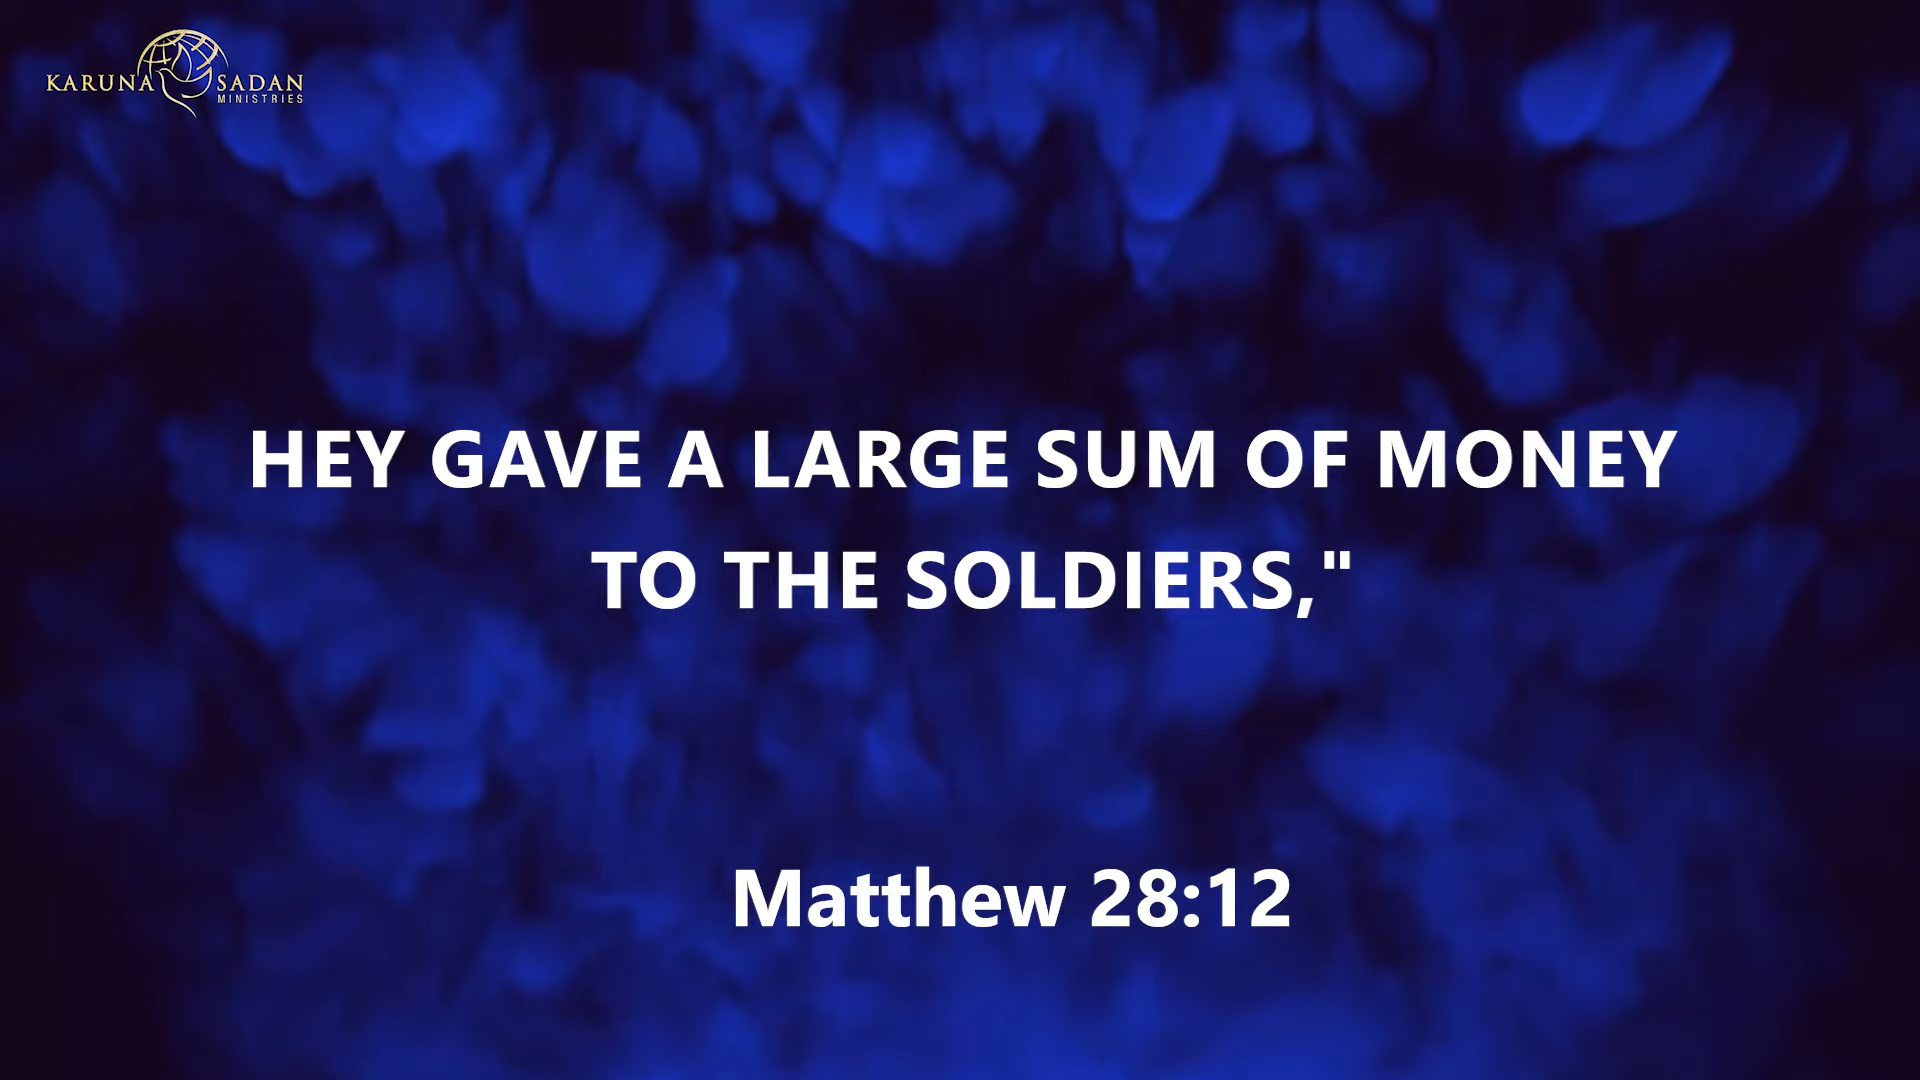 KARUNA SADAN
MINISTRIES
HEY GAVE A LARGE SUM OF MONEY
TO THE SOLDIERS,"
Matthew 28:12